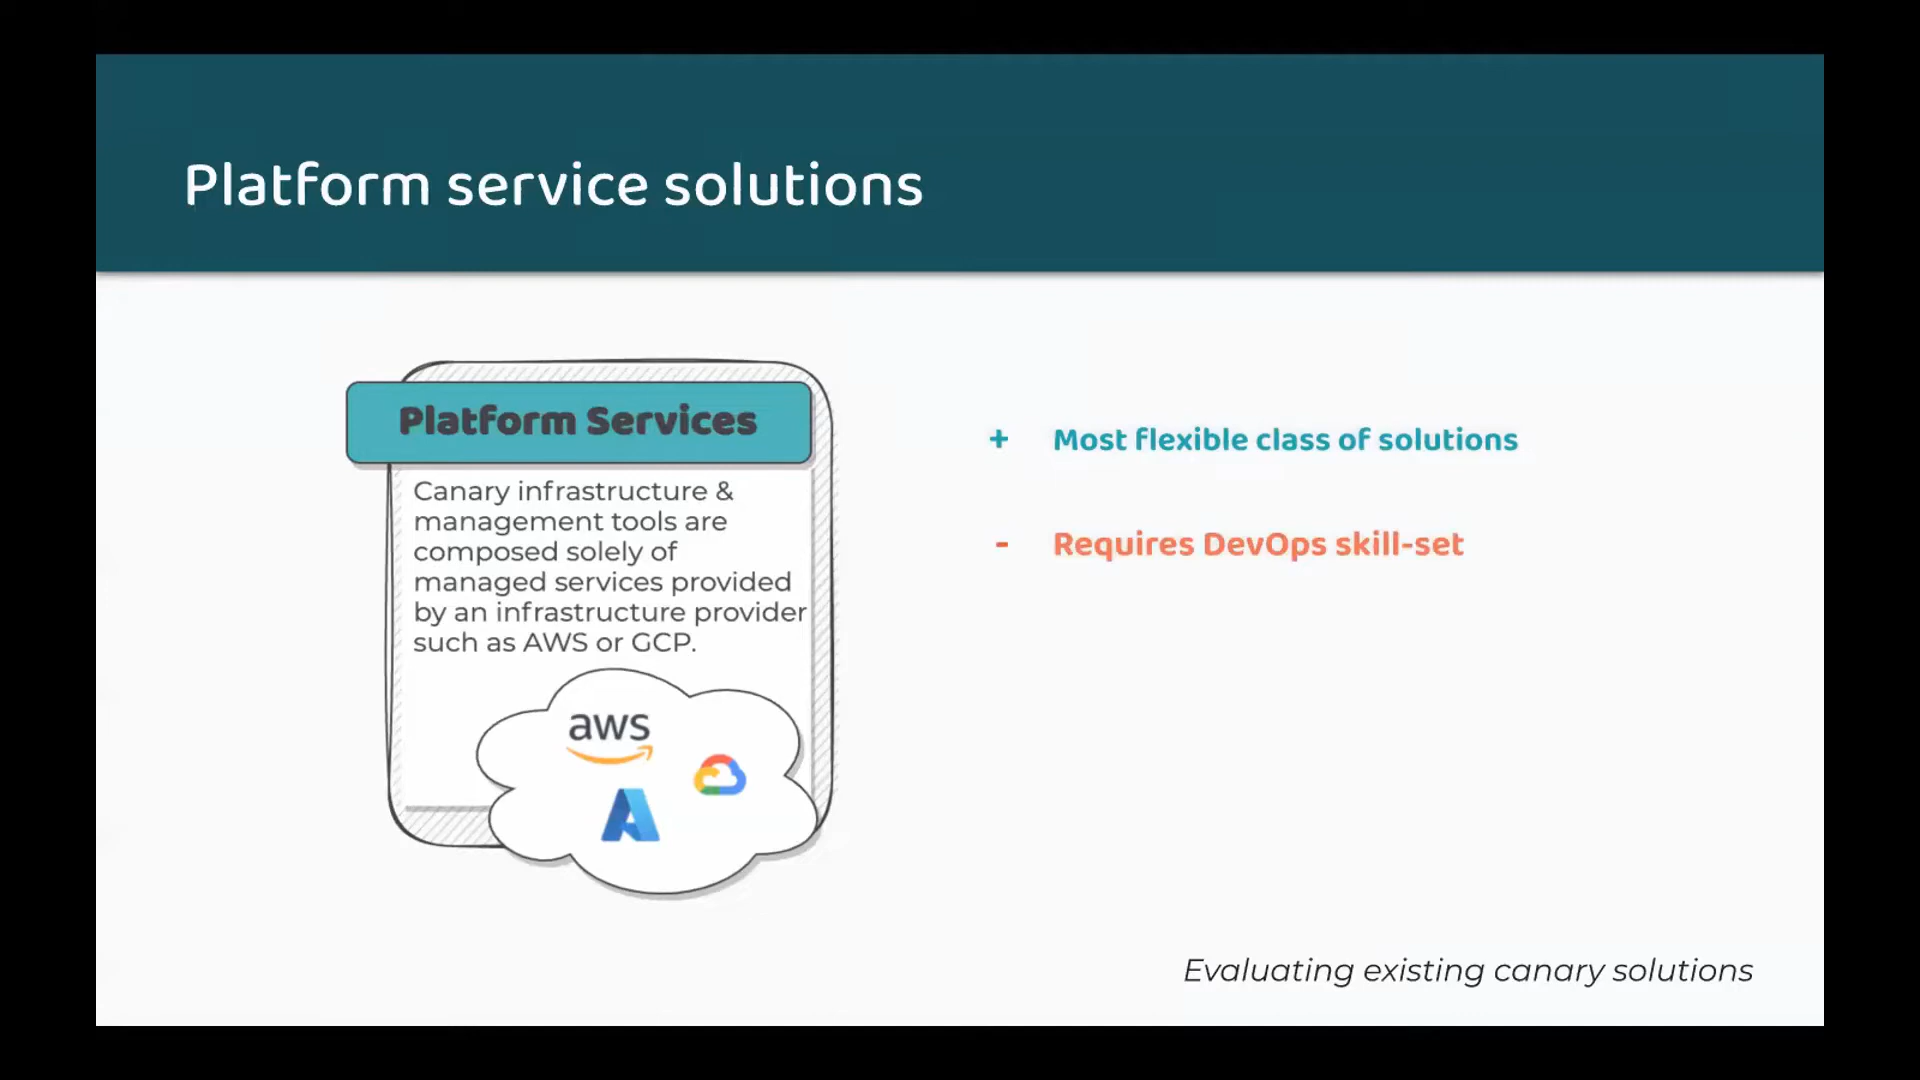 Platform service solutions
Platform Services
Canary infrastructure &
management tools are
composed solely of
managed services provided
by an infrastructure provider
such as AWS or GCP.
aws
+ Most flexible class of solutions
- Requires DevOps skill-set
Evaluating existing canary solutions